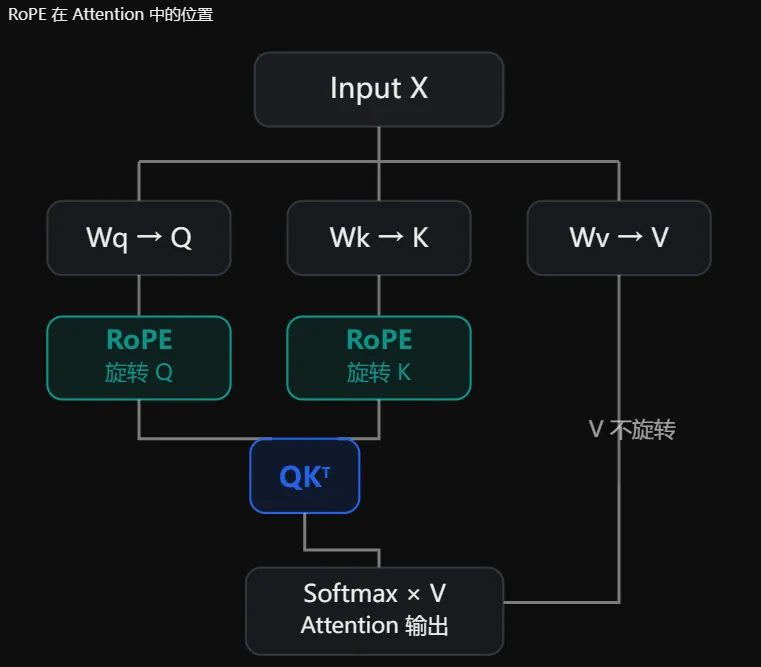 RoPE 在 Attention 中的位置
Input X
Wq → Q
Wk → K
Wv → V
RoPE
旋转 Q
RoPE
旋转 K
V 不旋转
QKᵀ
Softmax × V
Attention 输出